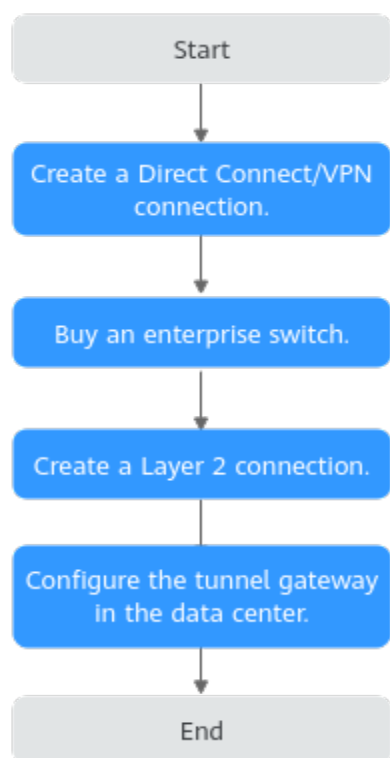 Start
Create a Direct Connect/VPN
connection.
Buy an enterprise switch.
Create a Layer 2 connection.
Configure the tunnel gateway
in the data center.
End